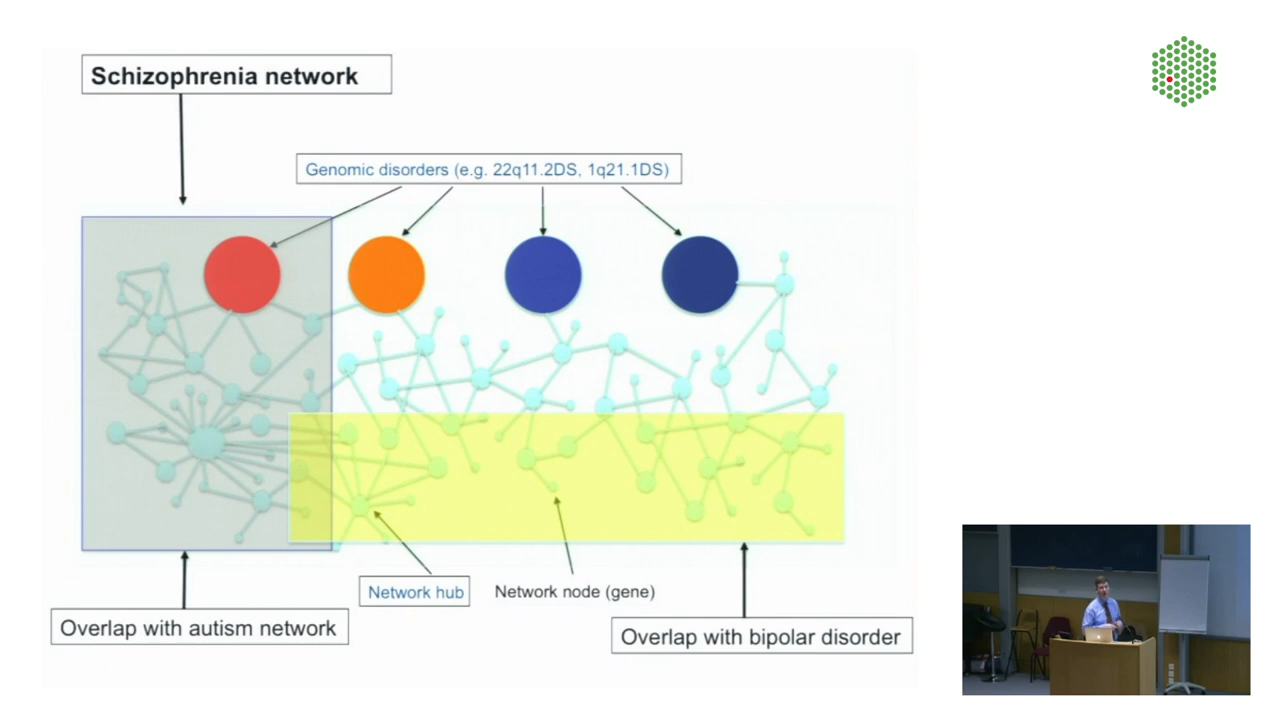 Schizophrenia network
Genomic disorders (e.g. 22q11.2DS, 1q21.1DS)
Network hub
Network node (gene)
Overlap with autism network
Overlap with bipolar disorder